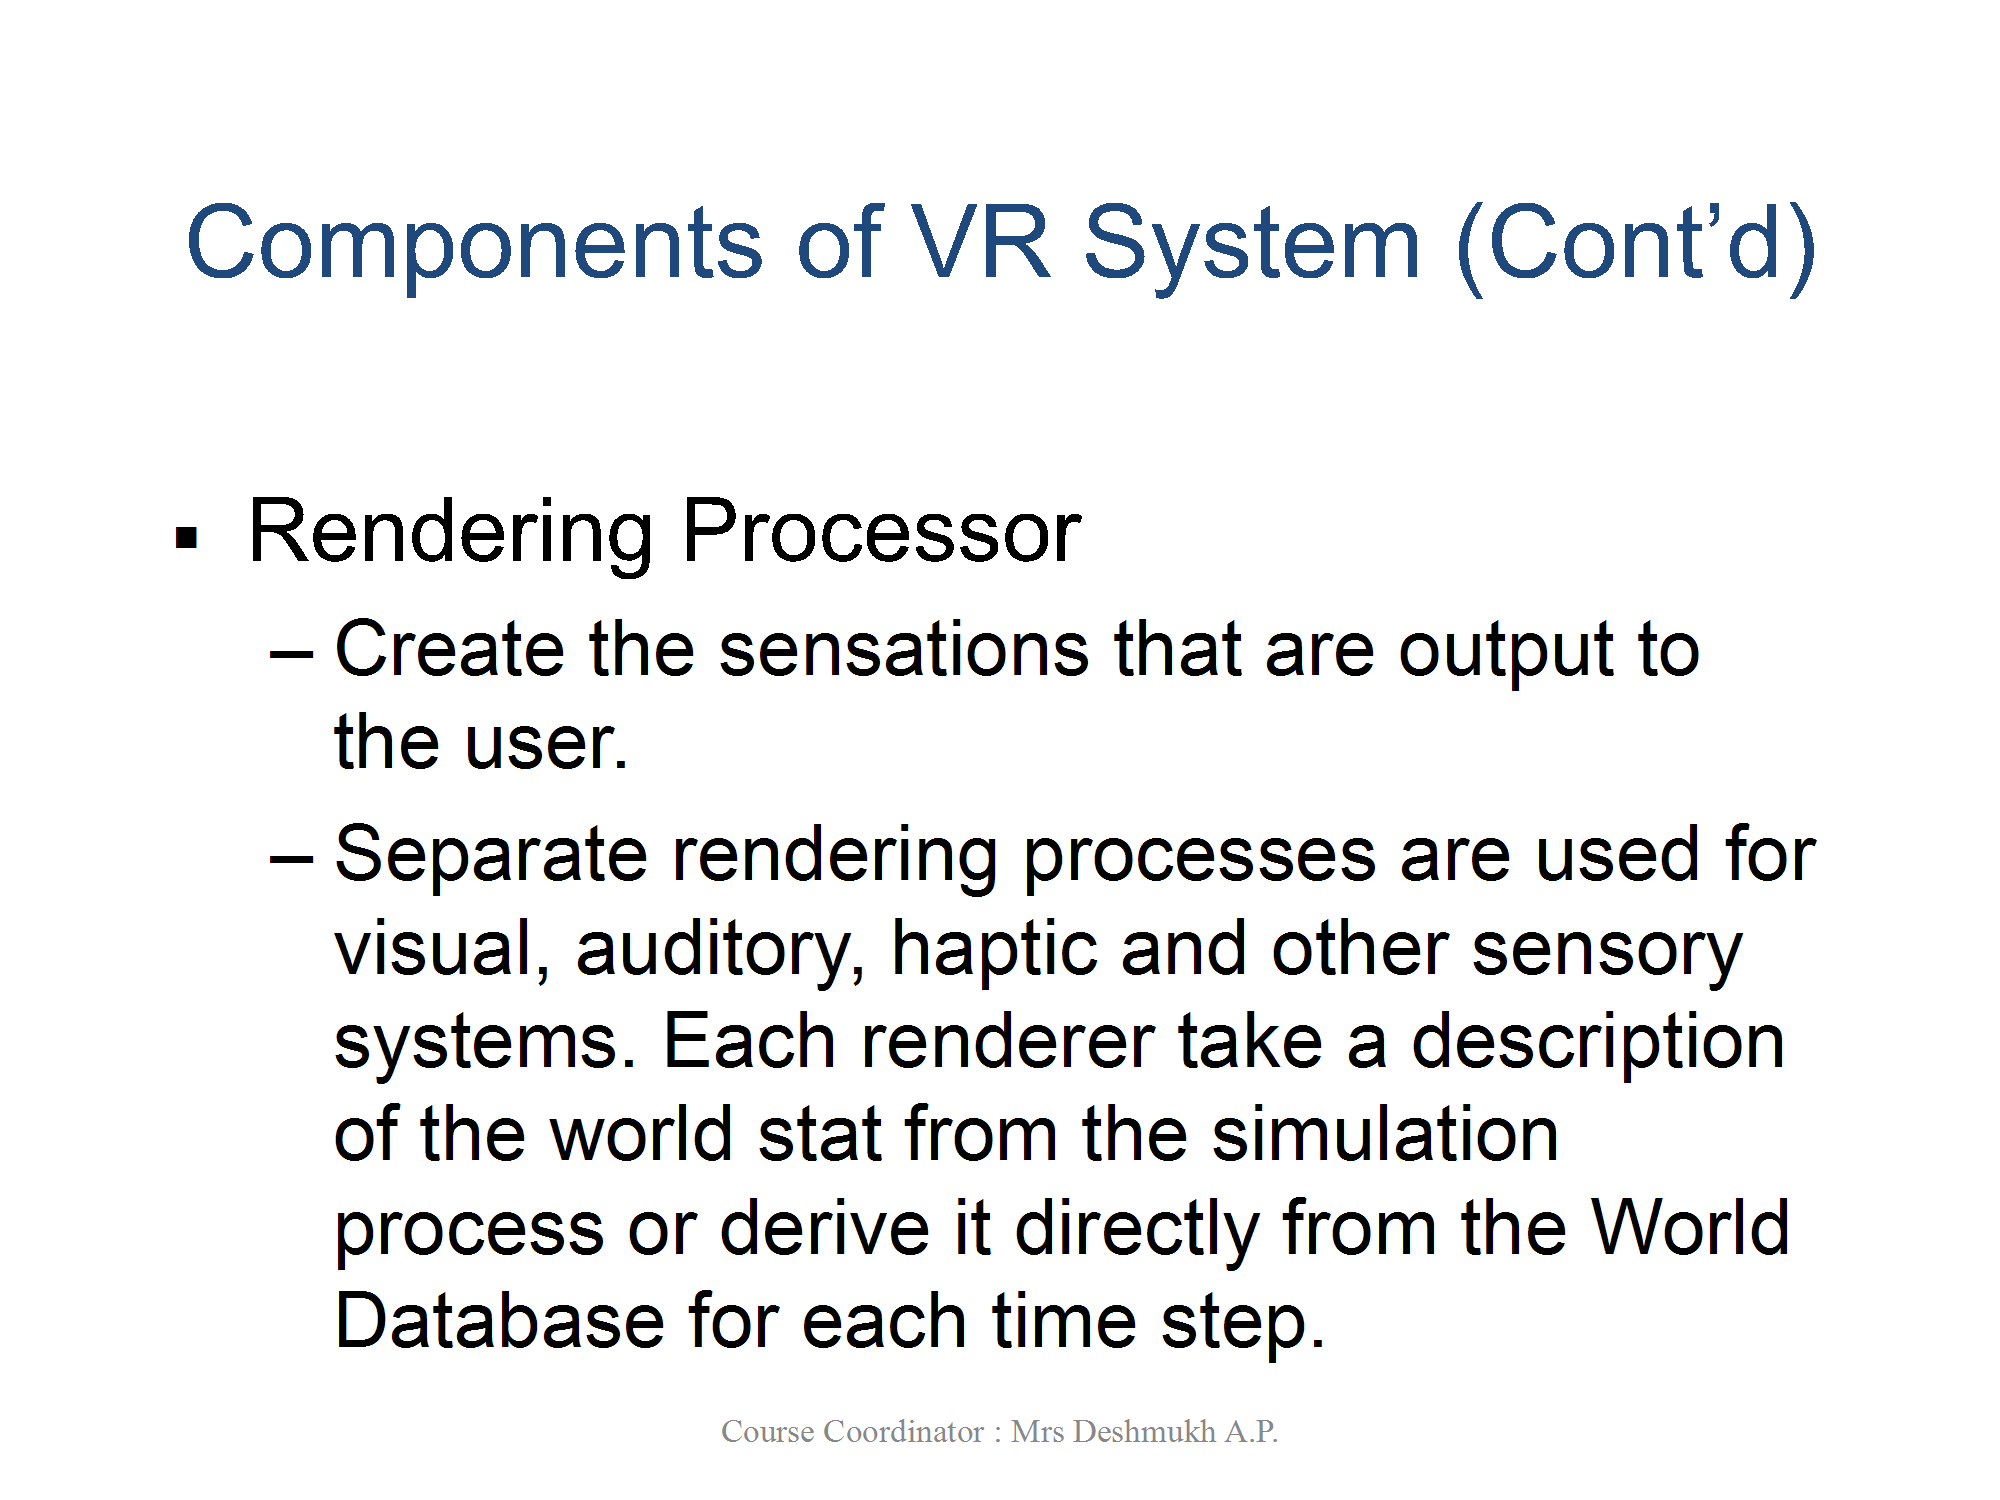 Components of VR System (Cont’d)
▪ Rendering Processor
– Create the sensations that are output to
the user.
– Separate rendering processes are used for
visual, auditory, haptic and other sensory
systems. Each renderer take a description
of the world stat from the simulation
process or derive it directly from the World
Database for each time step.
Course Coordinator : Mrs Deshmukh A.P.